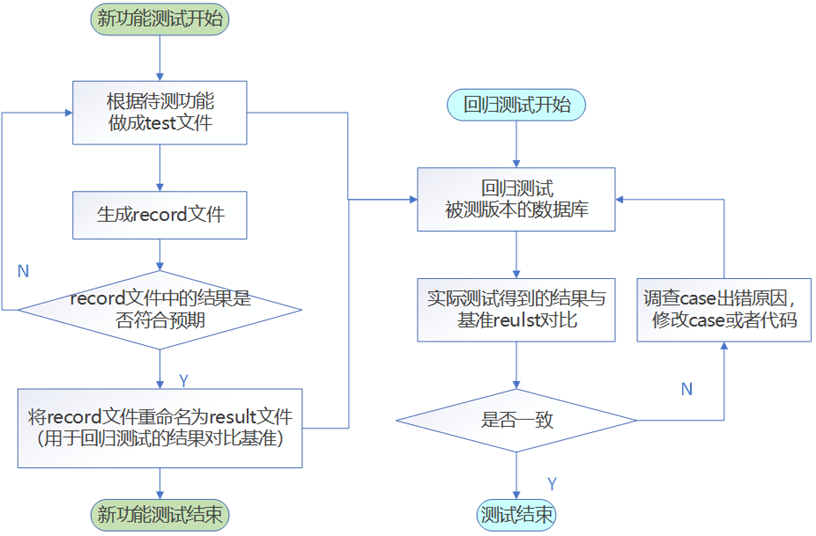 新功能测试开始
根据待测功能
做成test文件
生成record文件
N
record文件中的结果是
否符合预期
Y
将record文件重命名为result文件
（用于回归测试的结果对比基准）
新功能测试结束
回归测试开始
回归测试
被测版本的数据库
实际测试得到的结果与
基准reulst对比
调查case出错原因，
修改case或者代码
N
是否一致
Y
测试结束